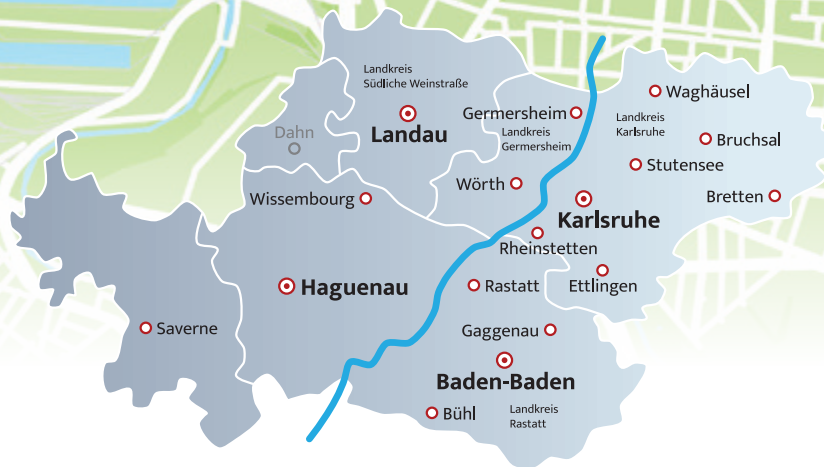 Landkreis
Südliche Weinstraße
Waghäusel
Germersheim
Landkreis
Karlsruhe
Dahn
Landau
Landkreis
Germersheim
Bruchsal
Stutensee
Wörth
Wissembourg
Bretten
Karlsruhe
Rheinstetten
Haguenau
Rastatt
Ettlingen
Saverne
Gaggenau
Baden-Baden
Bühl
Landkreis
Rastatt